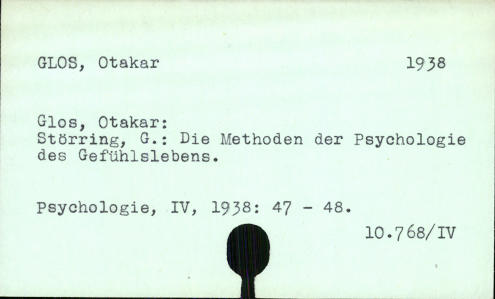 GLOS, Otakar 1938
Glos, Otakar:
Störring, G.: Die Methoden der Psychologie
des Gefühlslebens.
Psychologie, IV, 1938: 47 - 48.
10.768/IV